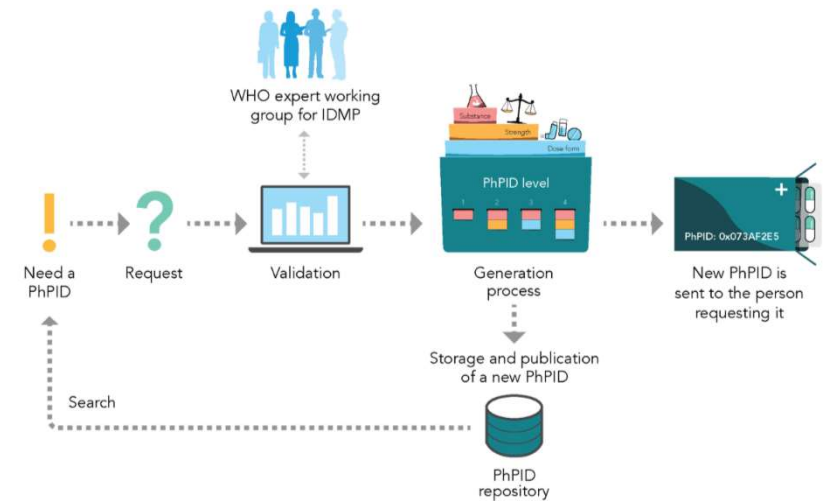 WHO expert working
group for IDMP
Substance
Strength
Dose form
PhPID level
1 2 3 4
PhPID: 0x073AF2E5
Need a
PhPID
Request
Validation
Generation
process
New PhPID is
sent to the person
requesting it
Storage and publication
of a new PhPID
Search
PhPID
repository